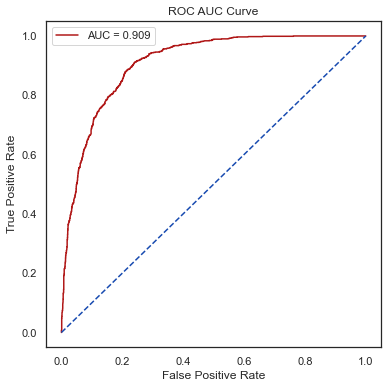 ROC AUC Curve
AUC = 0.909
True Positive Rate
1.0
0.8
0.6
0.4
0.2
0.0
0.0 0.2 0.4 0.6 0.8 1.0
False Positive Rate